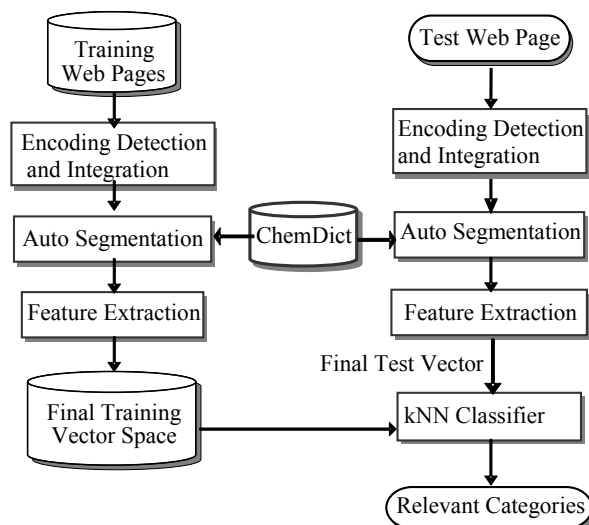 Training
Web Pages
Encoding Detection
and Integration
Auto Segmentation
Feature Extraction
Final Training
Vector Space
ChemDict
Test Web Page
Encoding Detection
and Integration
Auto Segmentation
Feature Extraction
Final Test Vector
kNN Classifier
Relevant Categories